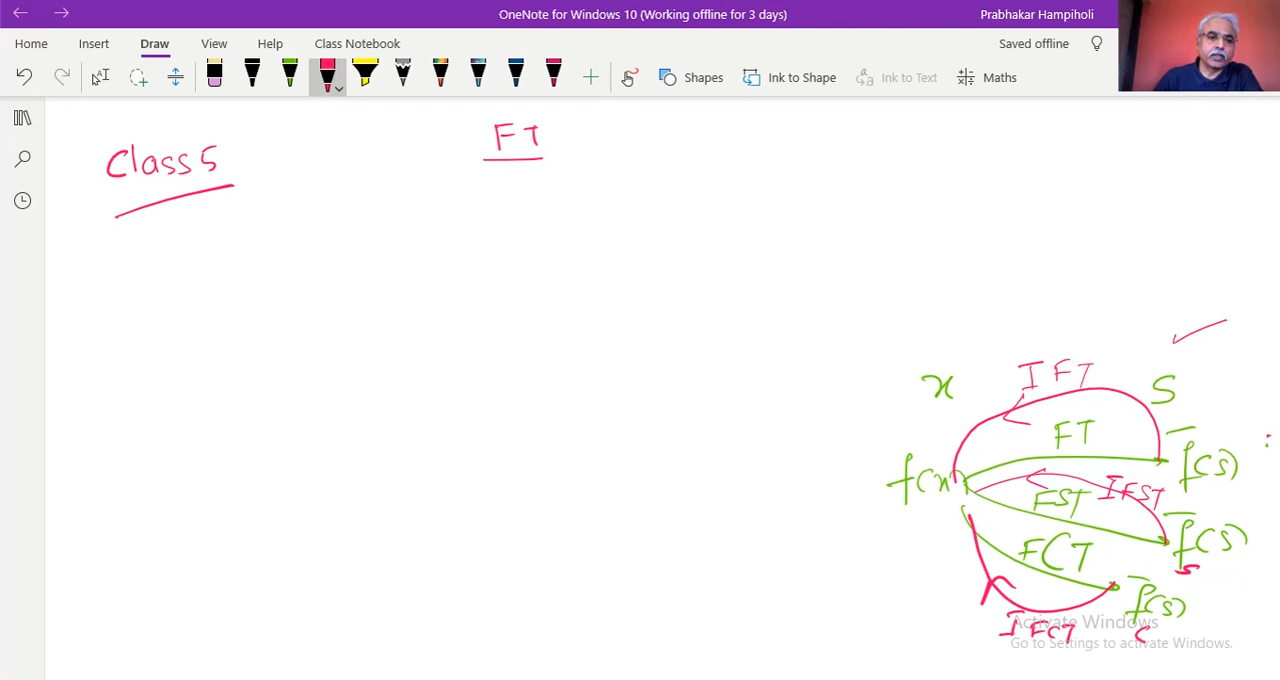 OneNote for Windows 10 (Working offline for 3 days)
Prabhakar Hampiholi
Home Insert Draw View Help Class Notebook
Saved offline
Shapes Ink to Shape Ink to Text Maths
FT
Class 5
IFT
x S
FT
f(x) f̅(s)
FST IFST
f̅s(s)
FCT
f̅c(s)
IFCT
Activate Windows
Go to Settings to activate Windows.